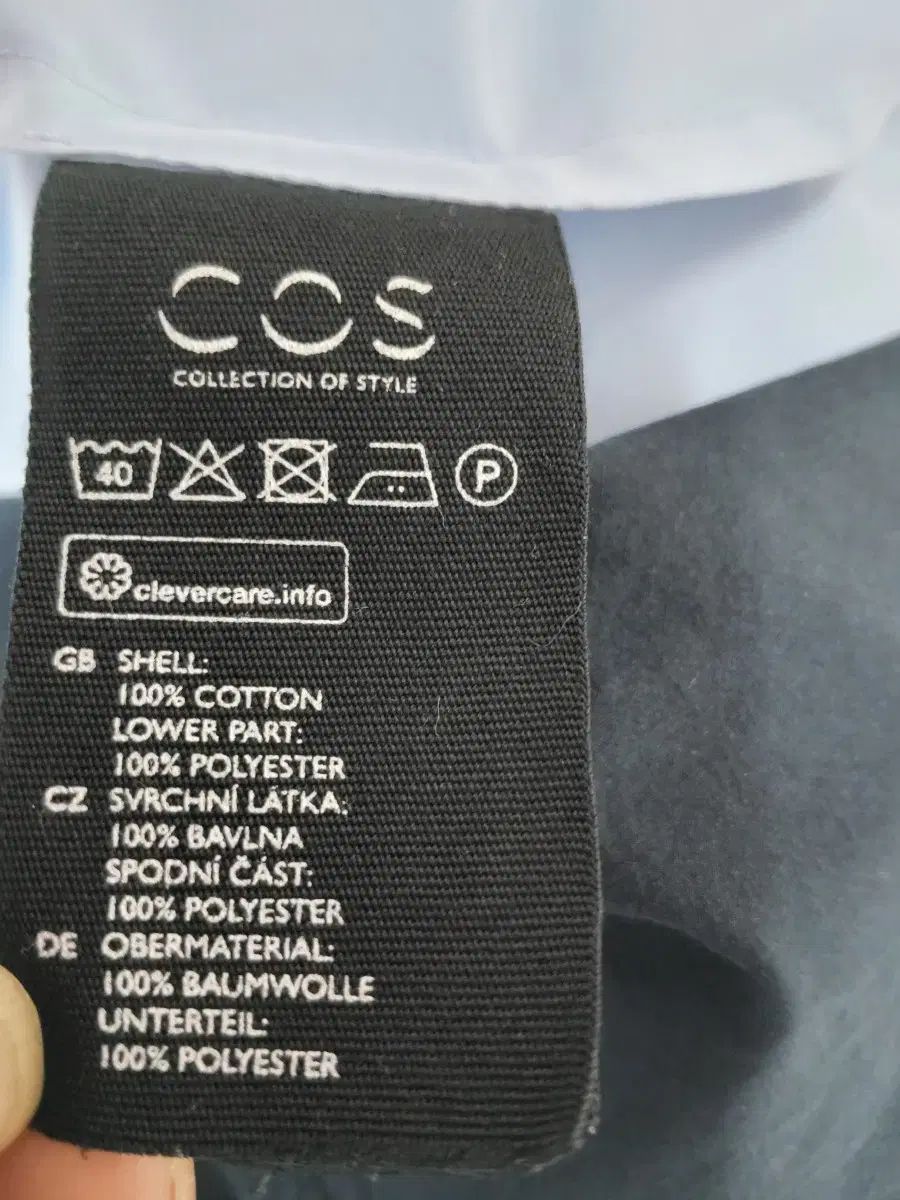 COS
COLLECTION OF STYLE
40 P
clevercare.info
GB SHELL:
100% COTTON
LOWER PART:
100% POLYESTER
CZ SVRCHNÍ LÁTKA:
100% BAVLNA
SPODNÍ ČÁST:
100% POLYESTER
DE OBERMATERIAL:
100% BAUMWOLLE
UNTERTEIL:
100% POLYESTER